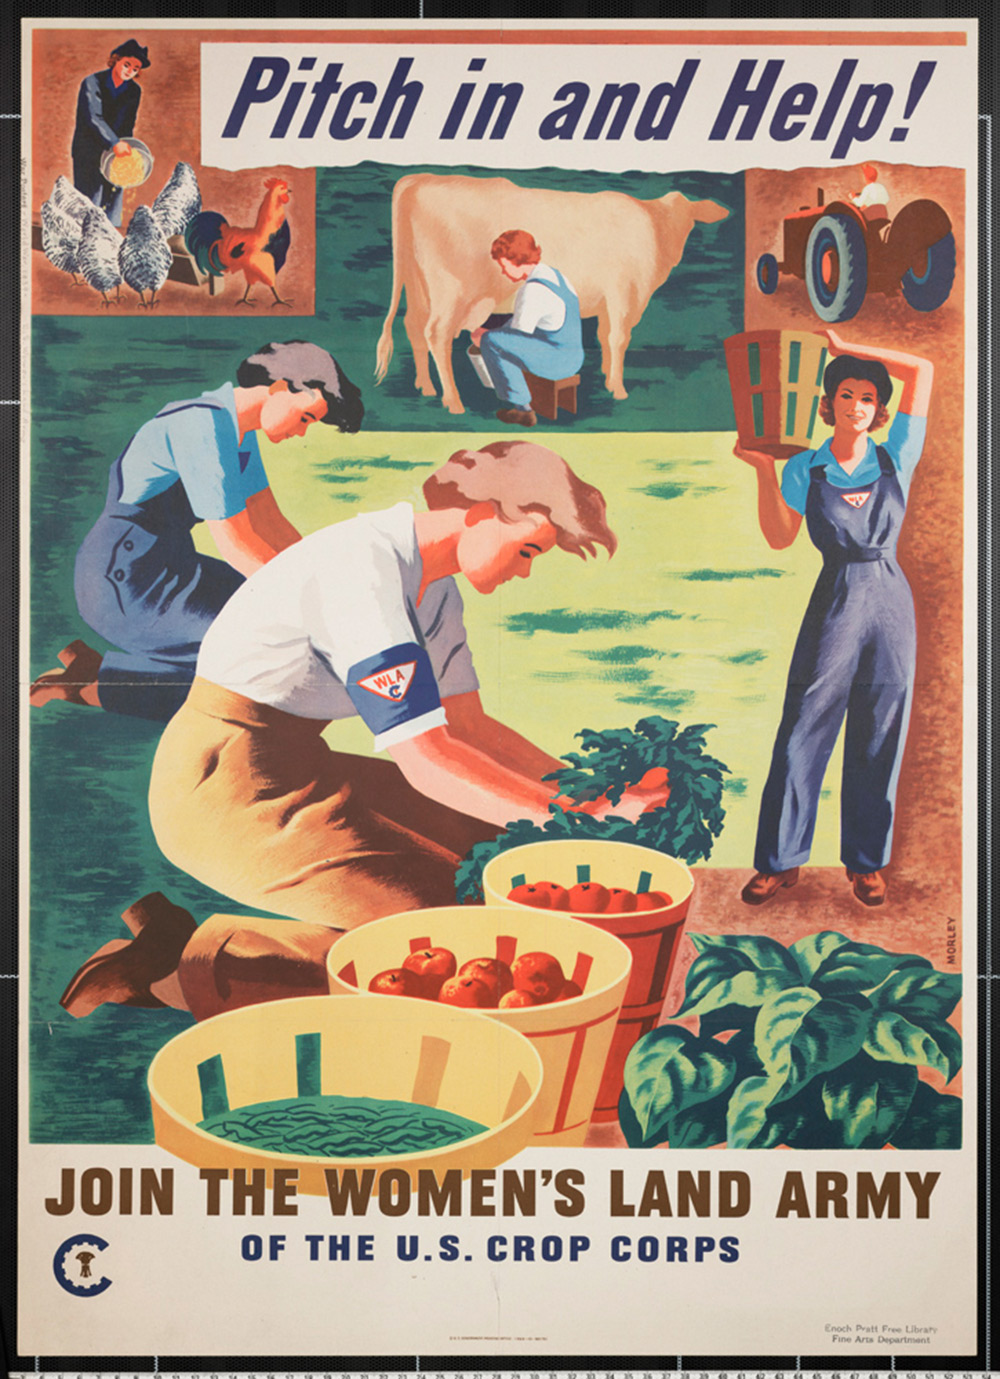 Pitch in and Help!
WLA
WLA
MORLEY
JOIN THE WOMEN'S LAND ARMY
OF THE U.S. CROP CORPS
C
Enoch Pratt Free Library
Fine Arts Department